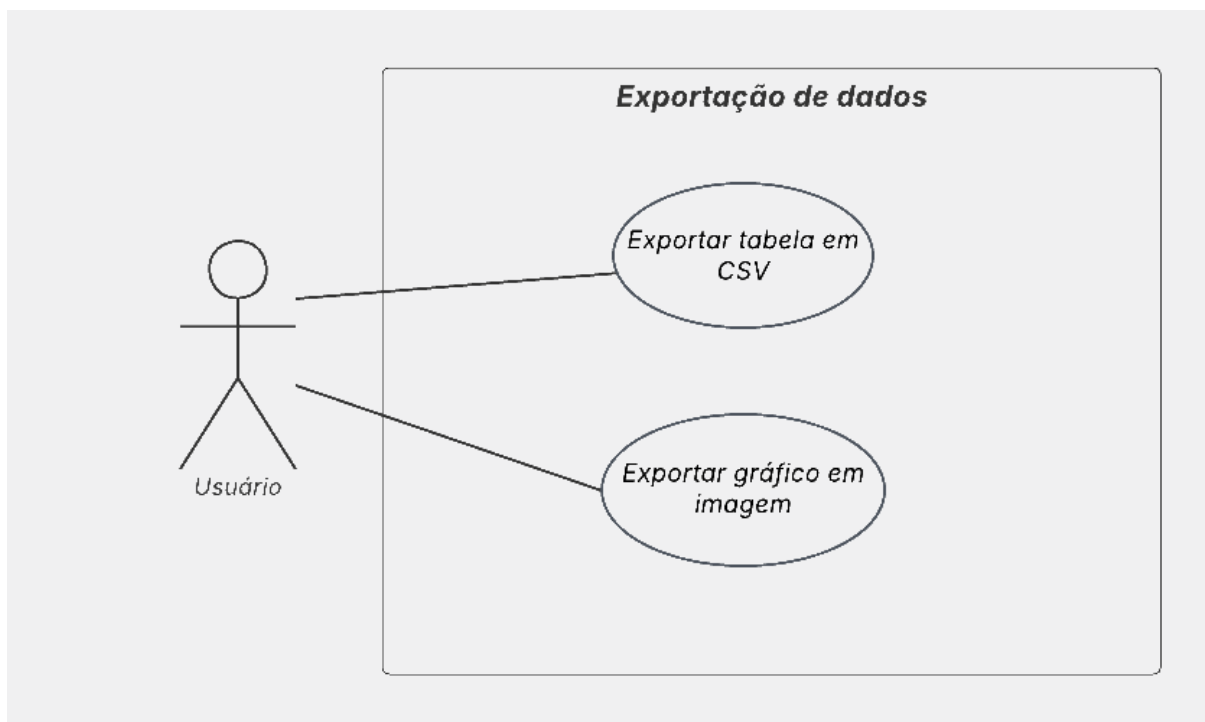 Exportação de dados
Exportar tabela em
CSV
Usuário
Exportar gráfico em
imagem